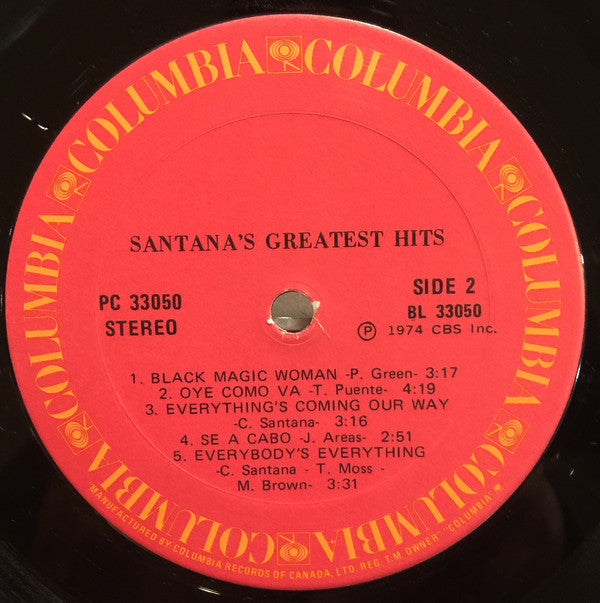 COLUMBIA COLUMBIA COLUMBIA COLUMBIA COLUMBIA COLUMBIA
SANTANA'S GREATEST HITS
PC 33050
STEREO
SIDE 2
BL 33050
Ⓟ 1974 CBS Inc.
1. BLACK MAGIC WOMAN -P. Green- 3:17
2. OYE COMO VA -T. Puente- 4:19
3. EVERYTHING'S COMING OUR WAY
-C. Santana- 3:16
4. SE A CABO -J. Areas- 2:51
5. EVERYBODY'S EVERYTHING
-C. Santana - T. Moss -
M. Brown- 3:31
"MANUFACTURED BY COLUMBIA RECORDS OF CANADA, LTD. REG. T.M. OWNER "COLUMBIA"